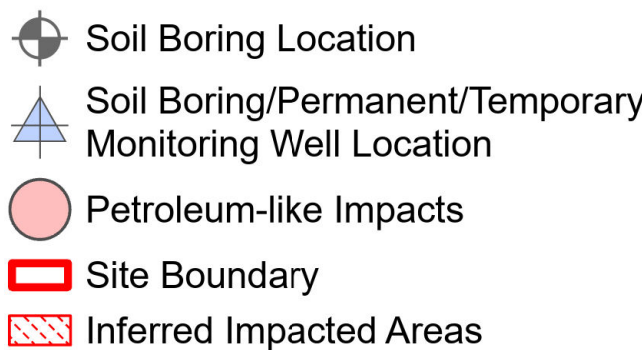 Soil Boring Location
Soil Boring/Permanent/Temporary
Monitoring Well Location
Petroleum-like Impacts
Site Boundary
Inferred Impacted Areas